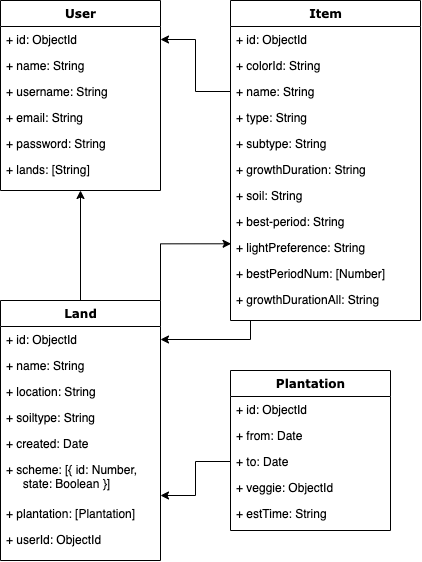 User
+ id: ObjectId
+ name: String
+ username: String
+ email: String
+ password: String
+ lands: [String]
Item
+ id: ObjectId
+ colorId: String
+ name: String
+ type: String
+ subtype: String
+ growthDuration: String
+ soil: String
+ best-period: String
+ lightPreference: String
+ bestPeriodNum: [Number]
+ growthDurationAll: String
Land
+ id: ObjectId
+ name: String
+ location: String
+ soiltype: String
+ created: Date
+ scheme: [{ id: Number,
state: Boolean }]
+ plantation: [Plantation]
+ userId: ObjectId
Plantation
+ id: ObjectId
+ from: Date
+ to: Date
+ veggie: ObjectId
+ estTime: String